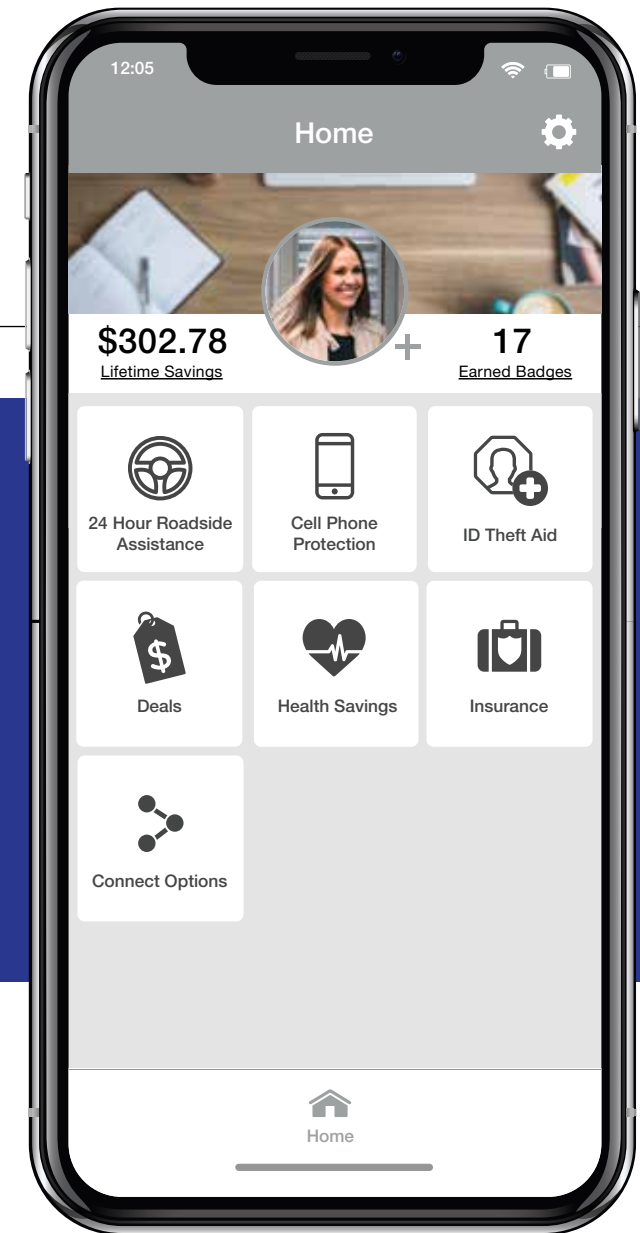 12:05
Home
$302.78
Lifetime Savings
17
Earned Badges
24 Hour Roadside
Assistance
Cell Phone
Protection
ID Theft Aid
$
Deals
Health Savings
Insurance
Connect Options
Home